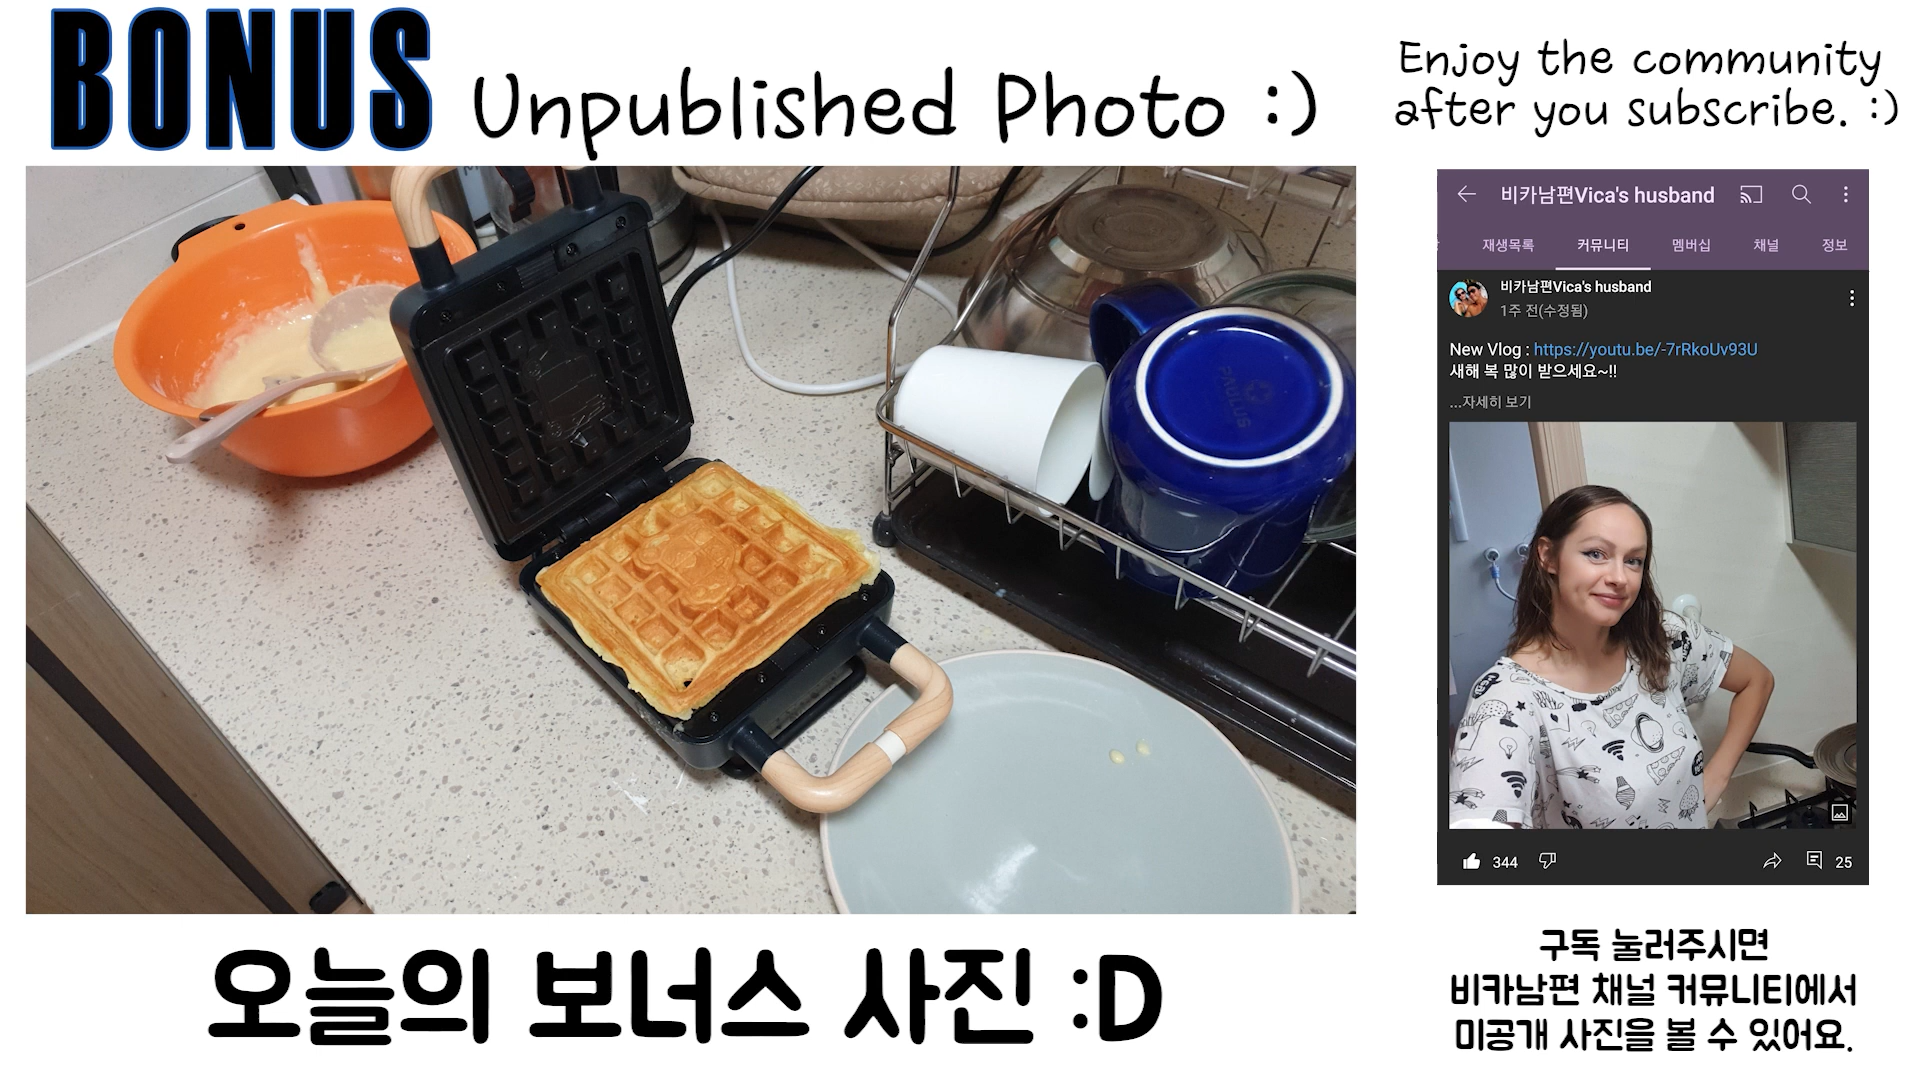 BONUS Unpublished Photo :)
Enjoy the community
after you subscribe. :)
PAULUS
비카남편Vica's husband
재생목록 커뮤니티 멤버십 채널 정보
비카남편Vica's husband
1주 전(수정됨)
New Vlog : https://youtu.be/-7rRkoUv93U
새해 복 많이 받으세요~!!
...자세히 보기
344 25
오늘의 보너스 사진 :D
구독 눌러주시면
비카남편 채널 커뮤니티에서
미공개 사진을 볼 수 있어요.